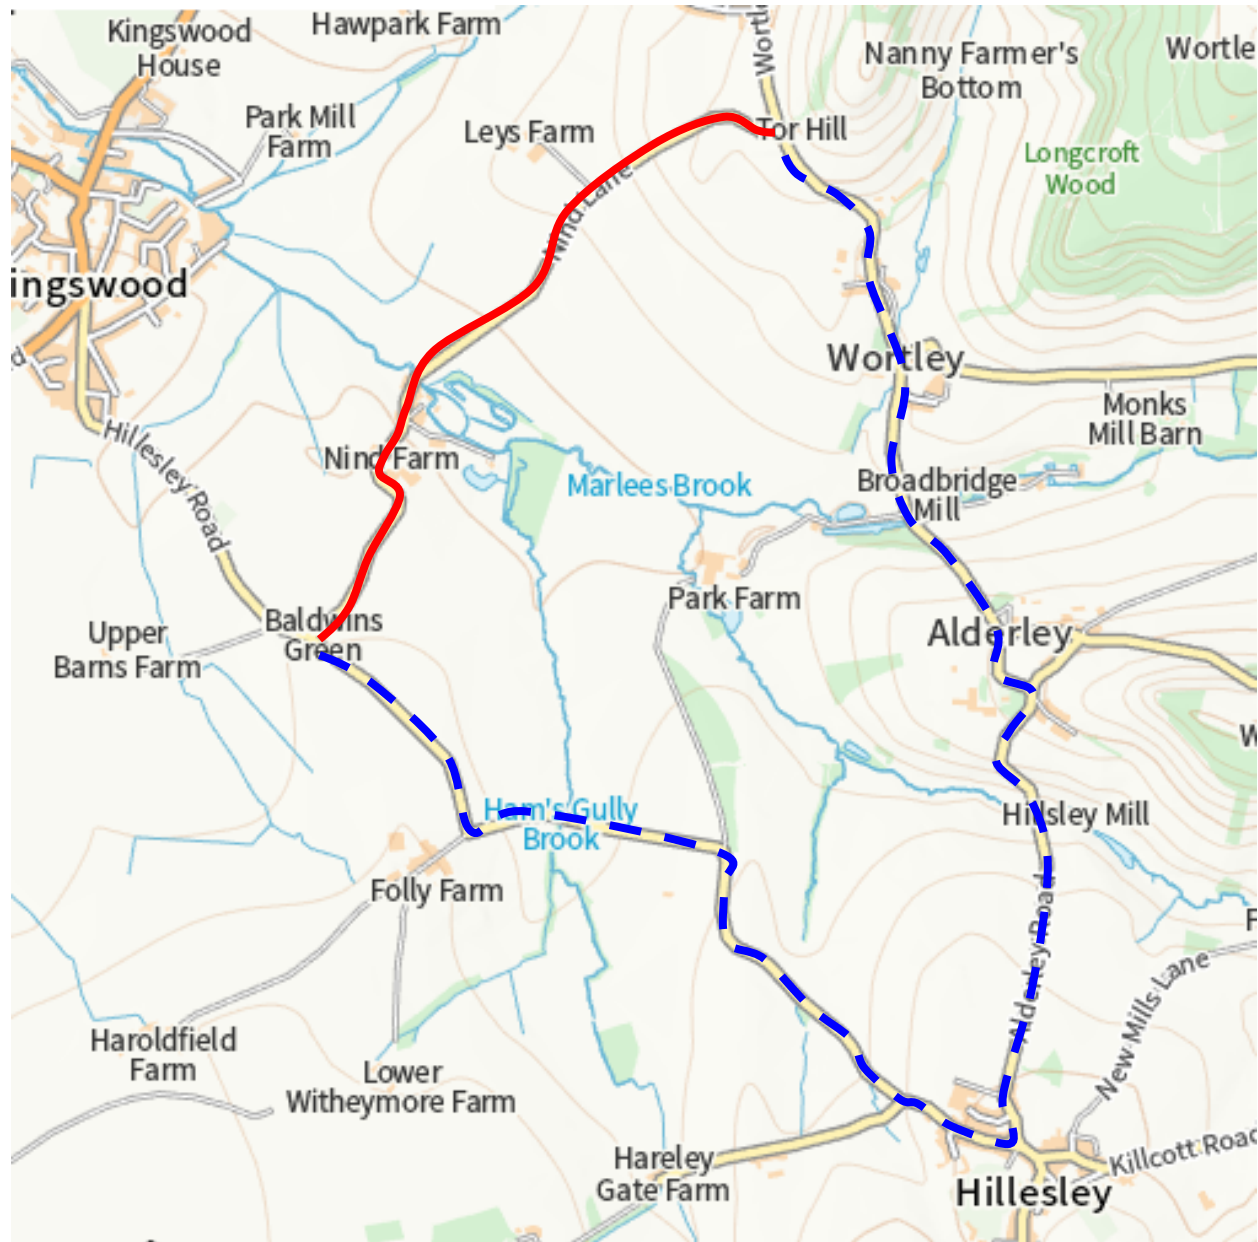 Kingswood
House
Hawpark Farm
Wortl
Nanny Farmer's
Bottom
Wortle
Park Mill
Farm
Leys Farm
Tor Hill
Longcroft
Wood
Nind Lane
ingswood
Wortley
d
Monks
Mill Barn
Hillesley Road
Nind Farm
Marlees Brook
Broadbridge
Mill
Park Farm
Baldwins
Green
Upper
Barns Farm
Alderley
W
Ham's Gully
Brook
Hillsley Mill
Folly Farm
Alderley Road
F
New Mills Lane
Haroldfield
Farm
Lower
Witheymore Farm
Hareley
Gate Farm
Killcott Road
Hillesley